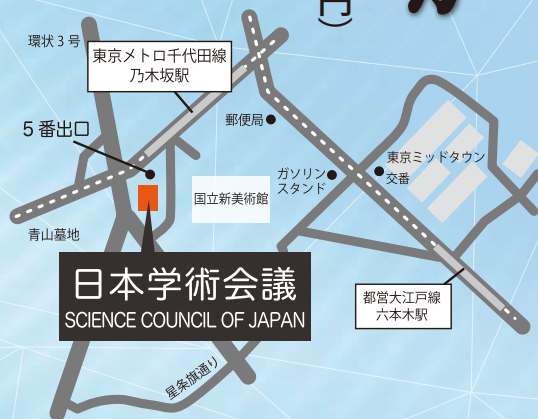 円)
環状3号
東京メトロ千代田線
乃木坂駅
5番出口
郵便局
東京ミッドタウン
交番
ガソリン
スタンド
国立新美術館
青山墓地
日本学術会議
SCIENCE COUNCIL OF JAPAN
都営大江戸線
六本木駅
星条旗通り